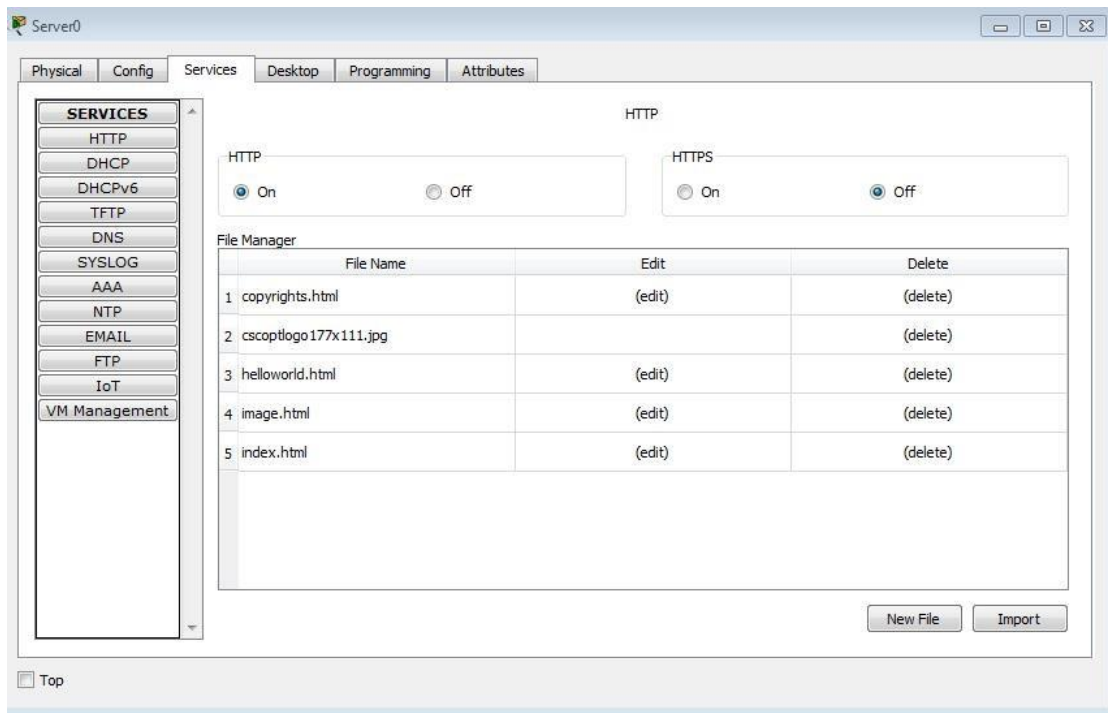 Server0
Physical Config Services Desktop Programming Attributes
SERVICES
HTTP
DHCP
DHCPv6
TFTP
DNS
SYSLOG
AAA
NTP
EMAIL
FTP
IoT
VM Management
HTTP
HTTP
On Off
HTTPS
On Off
File Manager
File Name Edit Delete
1 copyrights.html (edit) (delete)
2 cscoptlogo177x111.jpg (delete)
3 helloworld.html (edit) (delete)
4 image.html (edit) (delete)
5 index.html (edit) (delete)
New File Import
Top